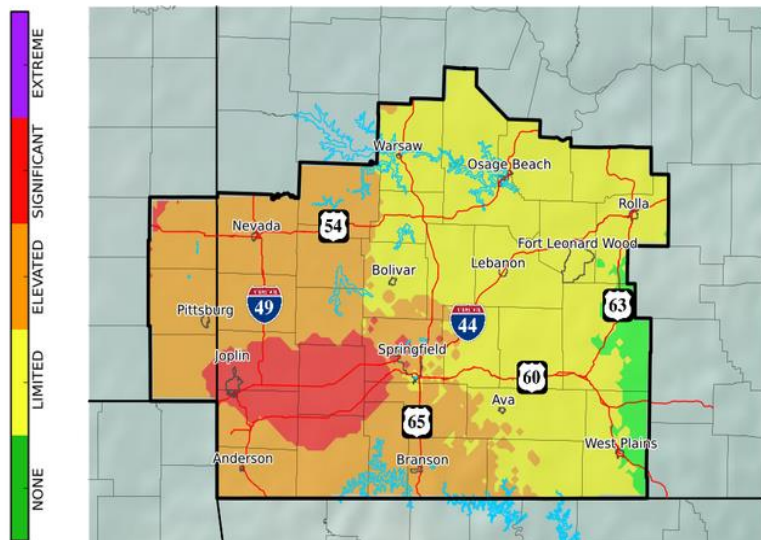 EXTREME
SIGNIFICANT
ELEVATED
LIMITED
NONE
Warsaw
Osage Beach
Rolla
Nevada
54
Fort Leonard Wood
Lebanon
Bolivar
49
63
Pittsburg
44
Joplin
Springfield
60
Ava
65
West Plains
Anderson
Branson